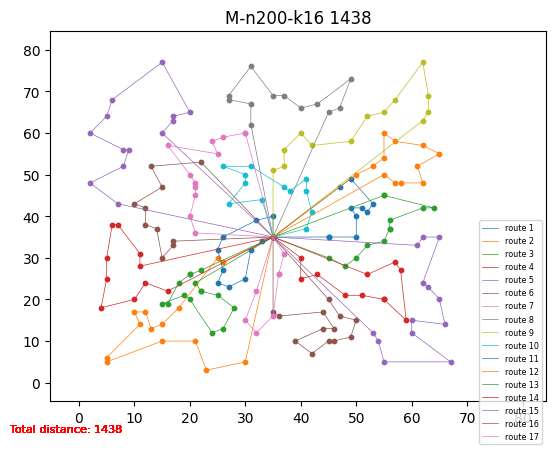 M-n200-k16 1438
80
70
60
50
40
30
20
10
0
0 10 20 30 40 50 60 70 80
route 1
route 2
route 3
route 4
route 5
route 6
route 7
route 8
route 9
route 10
route 11
route 12
route 13
route 14
route 15
route 16
route 17
Total distance: 1438